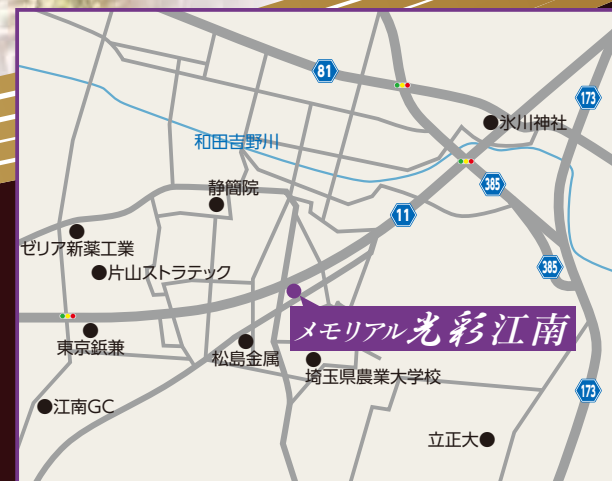 81
173
氷川神社
和田吉野川
385
静簡院
11
ゼリア新薬工業
385
片山ストラテック
メモリアル光彩江南
東京鈑兼
松島金属
埼玉県農業大学校
173
江南GC
立正大